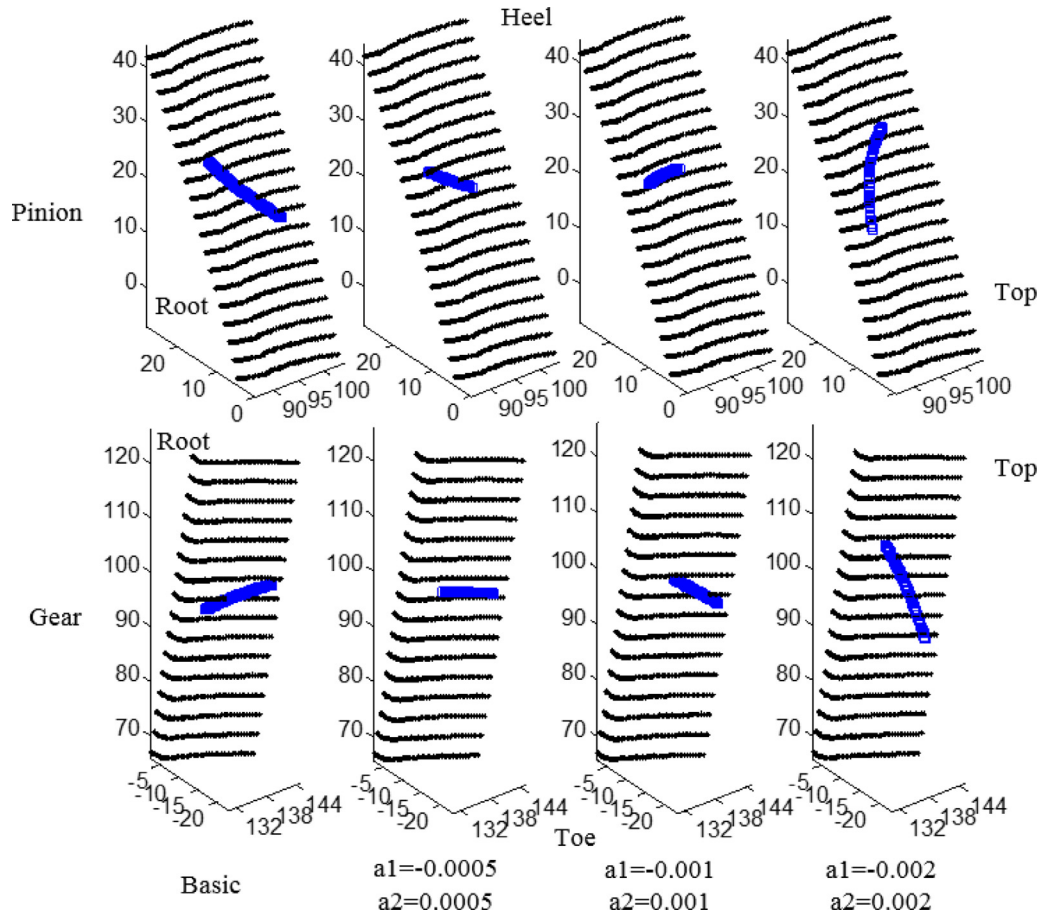 Heel
40 40 40 40
30 30 30 30
20 20 20 20
Pinion
10 10 10 10
0 0 0 0
Root Top
20 20 20 20
10 10 10 10
0 90 95 100 0 90 95 100 0 90 95 100 0 90 95 100
Root Top
120 120 120 120
110 110 110 110
100 100 100 100
Gear
90 90 90 90
80 80 80 80
70 70 70 70
-5 -5 -5 -5
-10 -10 -10 -10
-15 -15 -15 -15
-20 132 138 144 -20 132 138 144 -20 132 138 144 -20 132 138 144
Toe
Basic
a1=-0.0005 a1=-0.001 a1=-0.002
a2=0.0005 a2=0.001 a2=0.002